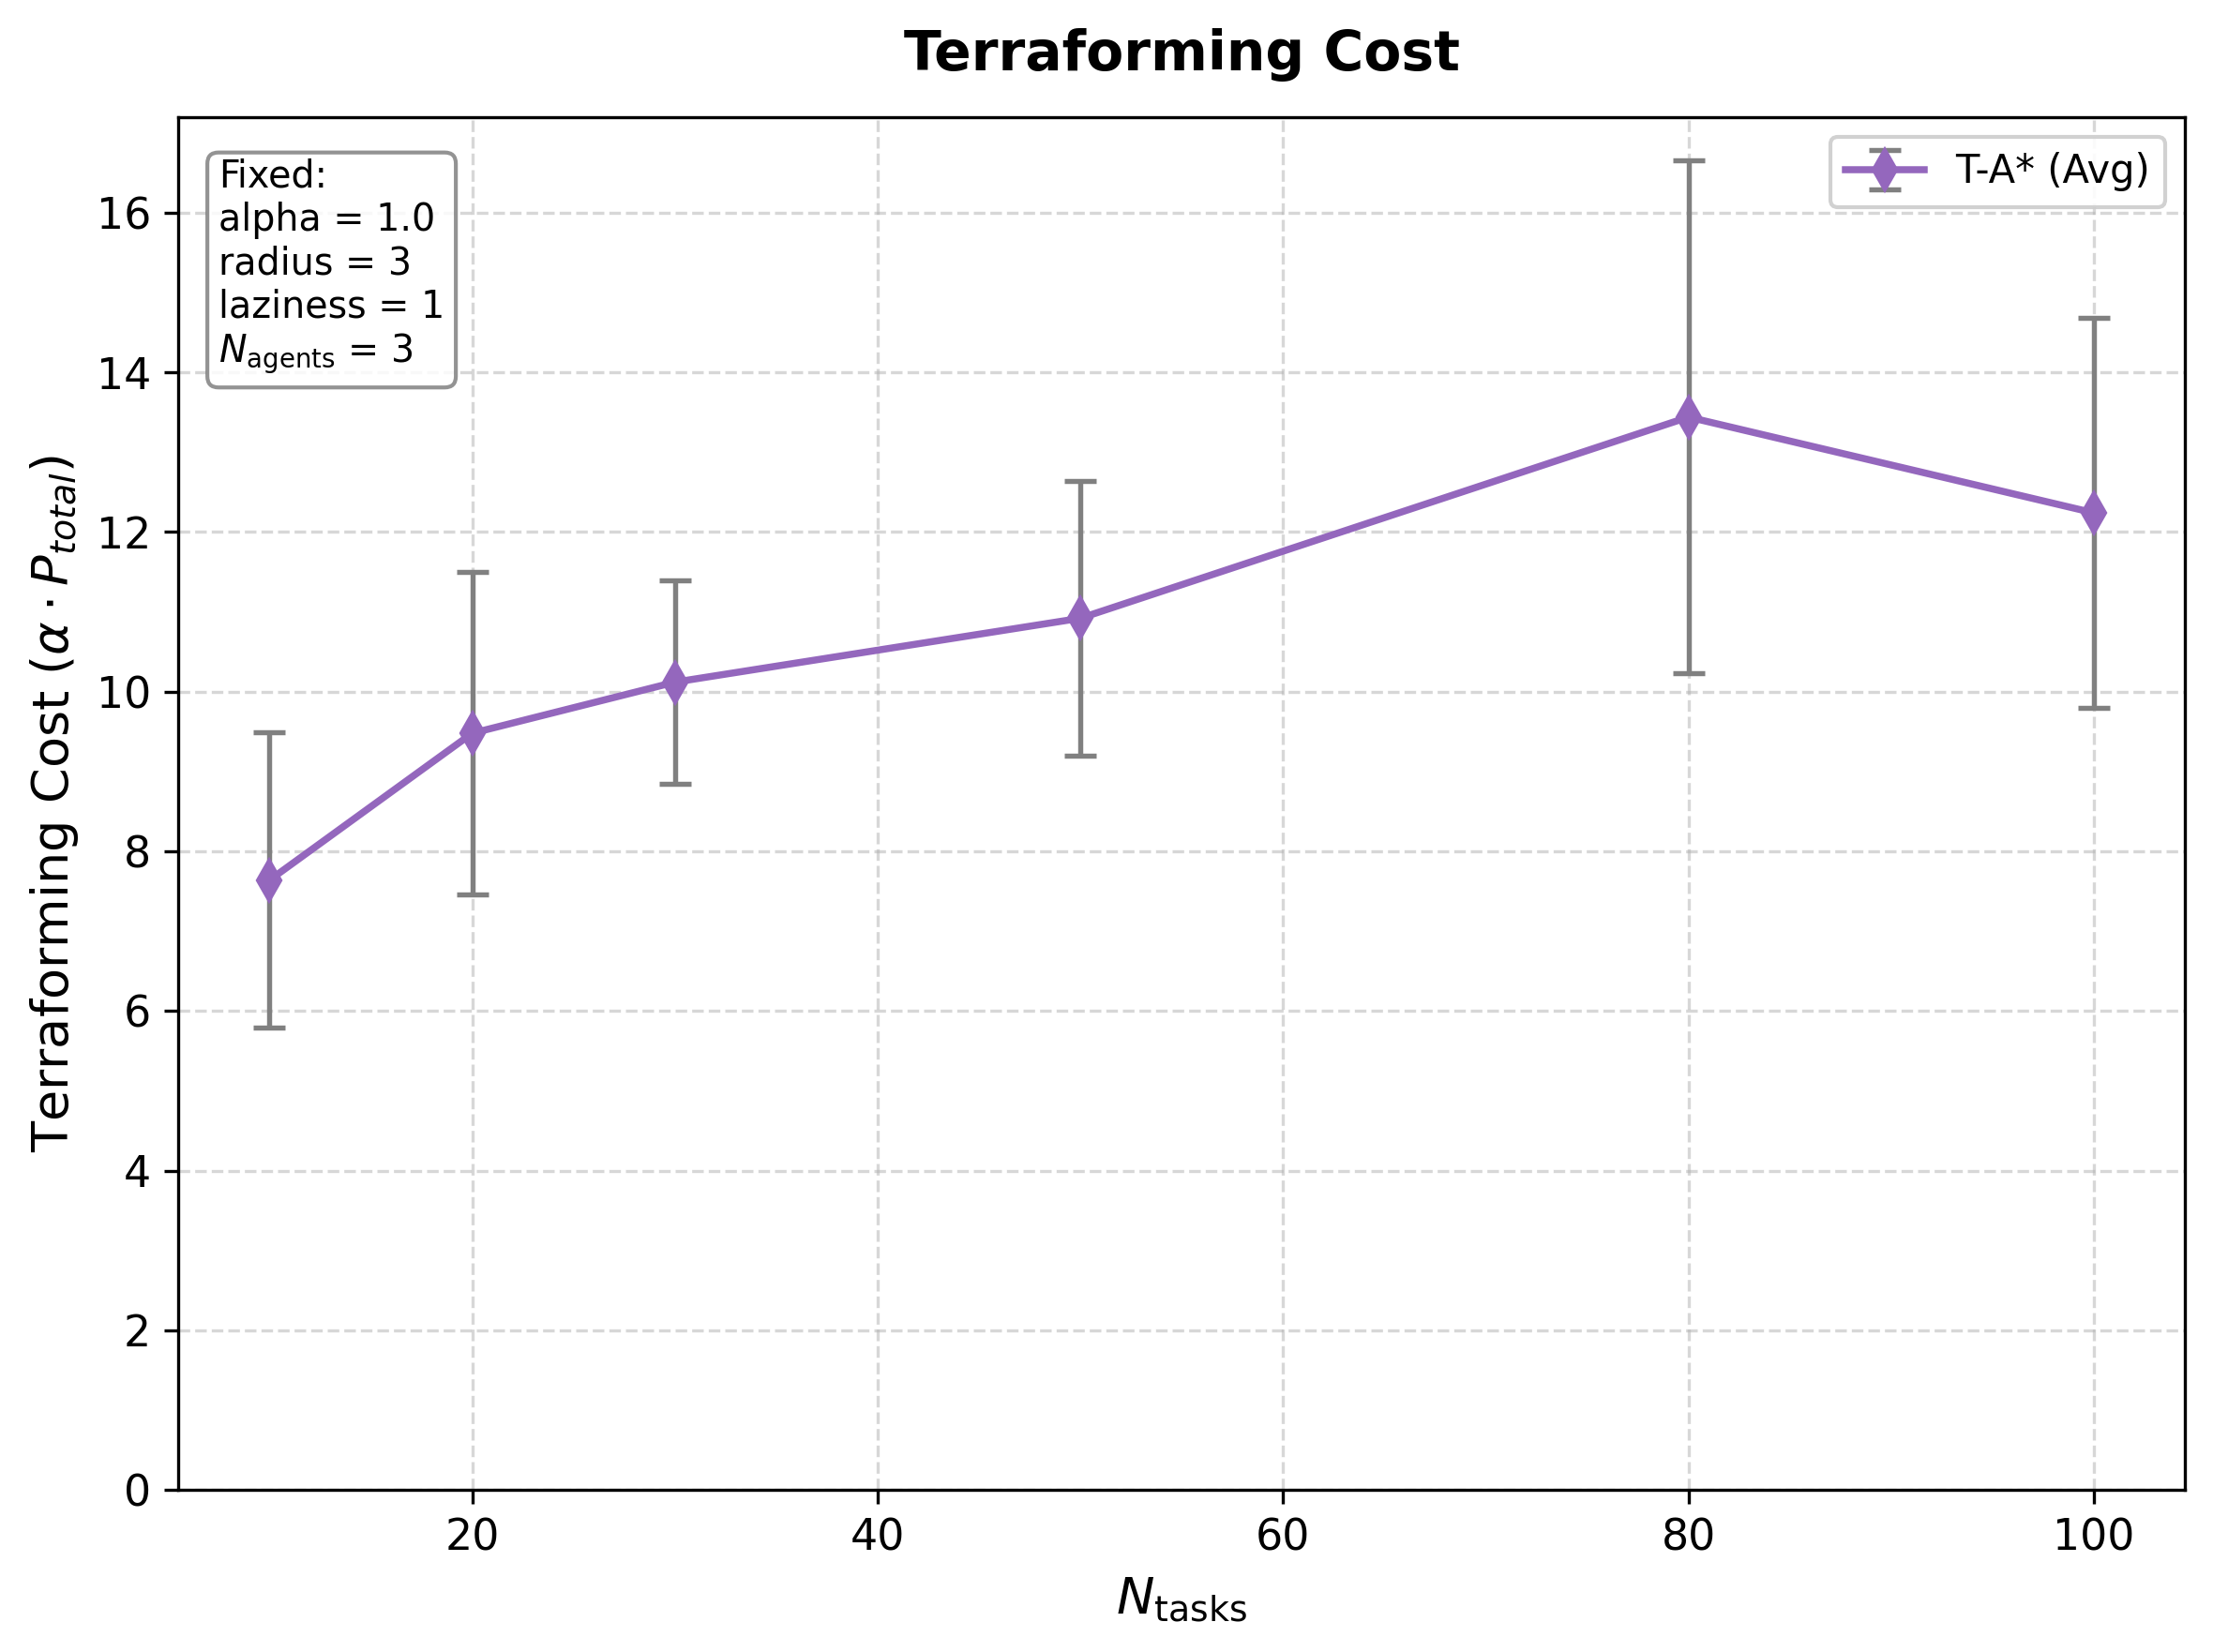 Terraforming Cost
Fixed:
alpha = 1.0
radius = 3
laziness = 1
N_agents = 3
T-A* (Avg)
Terraforming Cost (α · P_total)
16
14
12
10
8
6
4
2
0
20 40 60 80 100
N_tasks